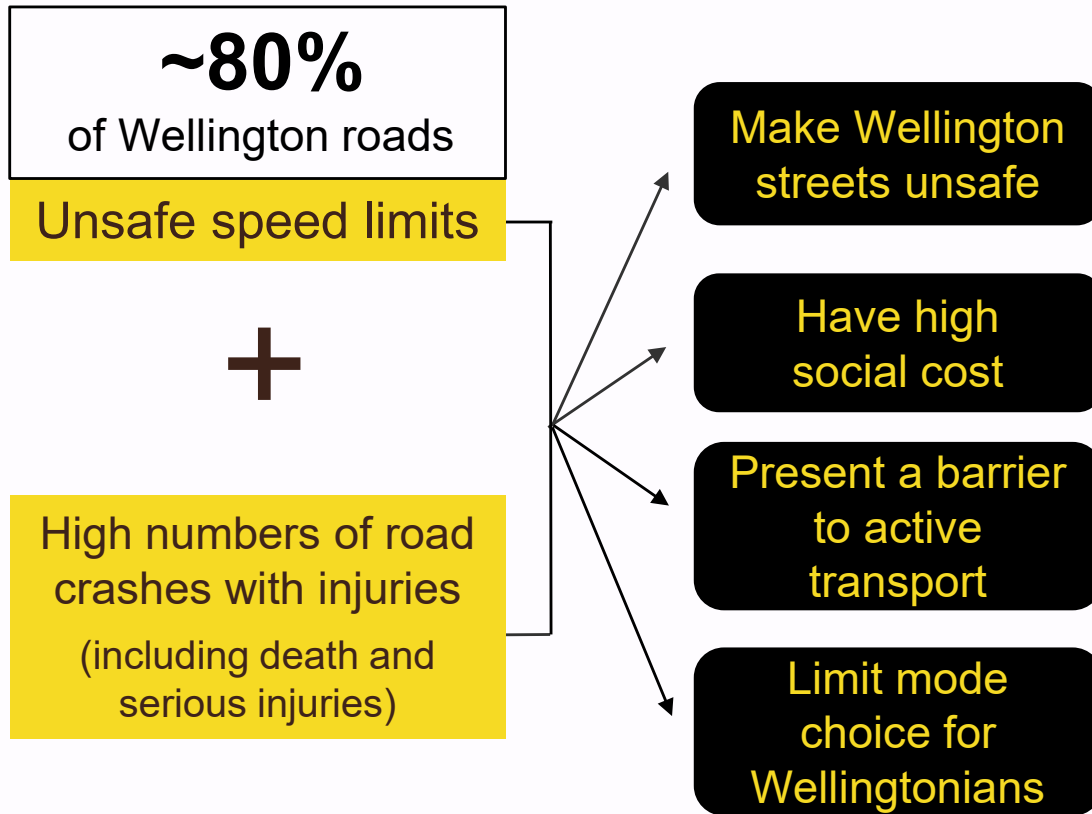 ~80%
of Wellington roads
Unsafe speed limits
+
High numbers of road
crashes with injuries
(including death and
serious injuries)
Make Wellington
streets unsafe
Have high
social cost
Present a barrier
to active
transport
Limit mode
choice for
Wellingtonians